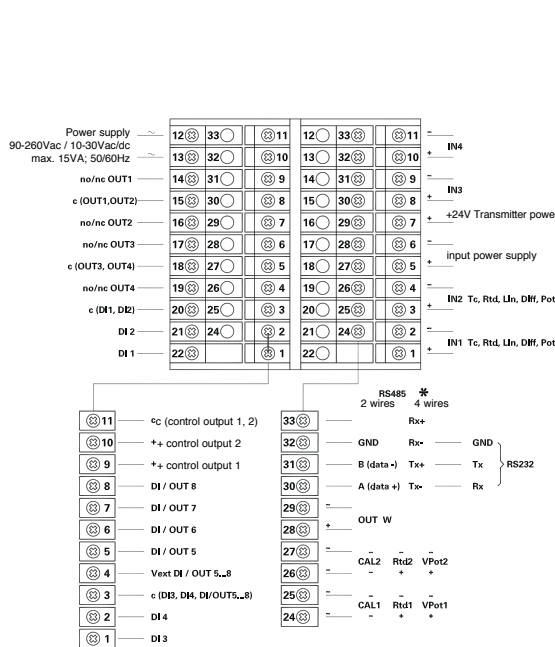 Power supply ~ 12 33 11 12 33 11 -
90-260Vac / 10-30Vac/dc IN4
max. 15VA; 50/60Hz ~ 13 32 10 13 32 10 +
no/nc OUT1 14 31 9 14 31 9 -
IN3
c (OUT1,OUT2) 15 30 8 15 30 8 +
no/nc OUT2 16 29 7 16 29 7 + +24V Transmitter powe
no/nc OUT3 17 28 6 17 28 6 -
input power supply
c (OUT3, OUT4) 18 27 5 18 27 5 +
no/nc OUT4 19 26 4 19 26 4 -
IN2 Tc, Rtd, Lin, Diff, Pot
c (DI1, DI2) 20 25 3 20 25 3 +
DI 2 21 24 2 21 24 2 -
IN1 Tc, Rtd, Lin, Diff, Pot
DI 1 22 1 22 1 +
RS485 *
2 wires 4 wires
11 cc (control output 1, 2) 33 Rx+
10 ++ control output 2 32 GND Rx- GND
9 ++ control output 1 31 B (data -) Tx+ Tx RS232
8 DI / OUT 8 30 A (data +) Tx- Rx
7 DI / OUT 7 29 -
OUT W
6 DI / OUT 6 28 +
5 DI / OUT 5 27 - - - -
CAL2 Rtd2 VPot2
4 Vext DI / OUT 5...8 26 - - + +
3 c (DI3, DI4, DI/OUT5...8) 25 - - - -
CAL1 Rtd1 VPot1
2 DI 4 24 - - + +
1 DI 3